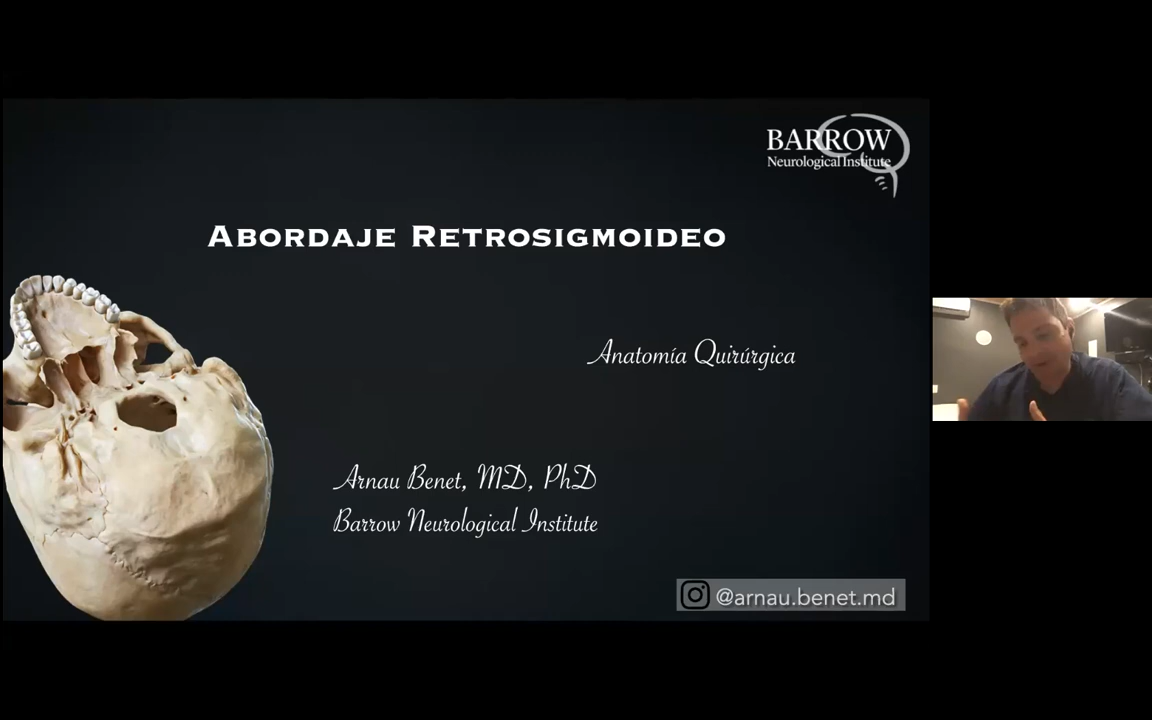 BARROW
Neurological Institute
Abordaje Retrosigmoideo
Anatomía Quirúrgica
Arnau Benet, MD, PhD
Barrow Neurological Institute
@arnau.benet.md